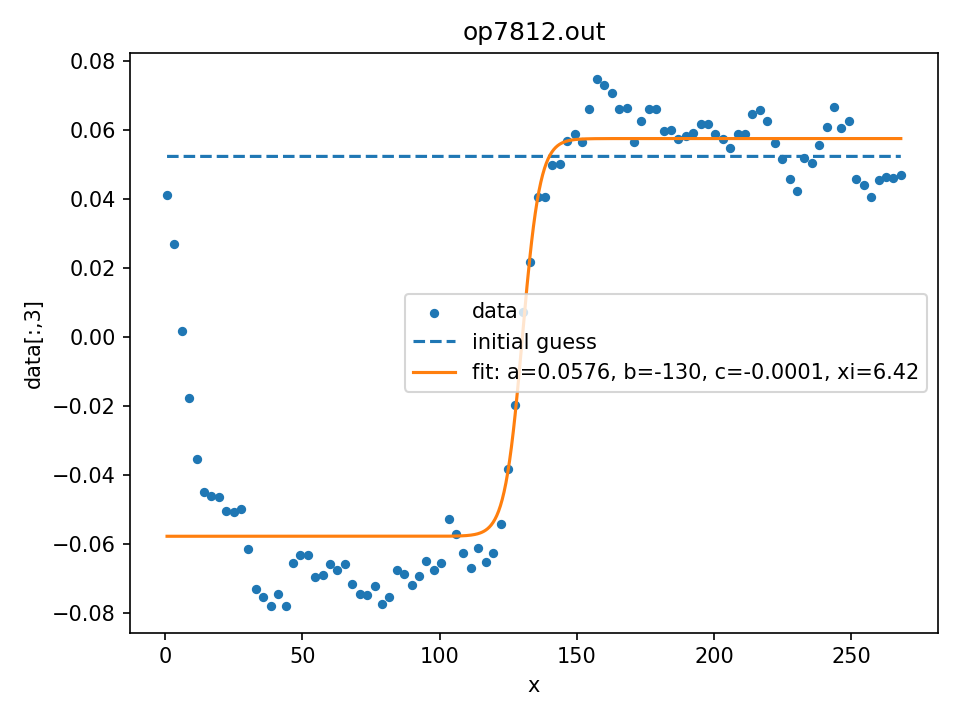 op7812.out
0.08
0.06
0.04
0.02
0.00
−0.02
−0.04
−0.06
−0.08
data[:,3]
data
initial guess
fit: a=0.0576, b=-130, c=-0.0001, xi=6.42
0 50 100 150 200 250
x